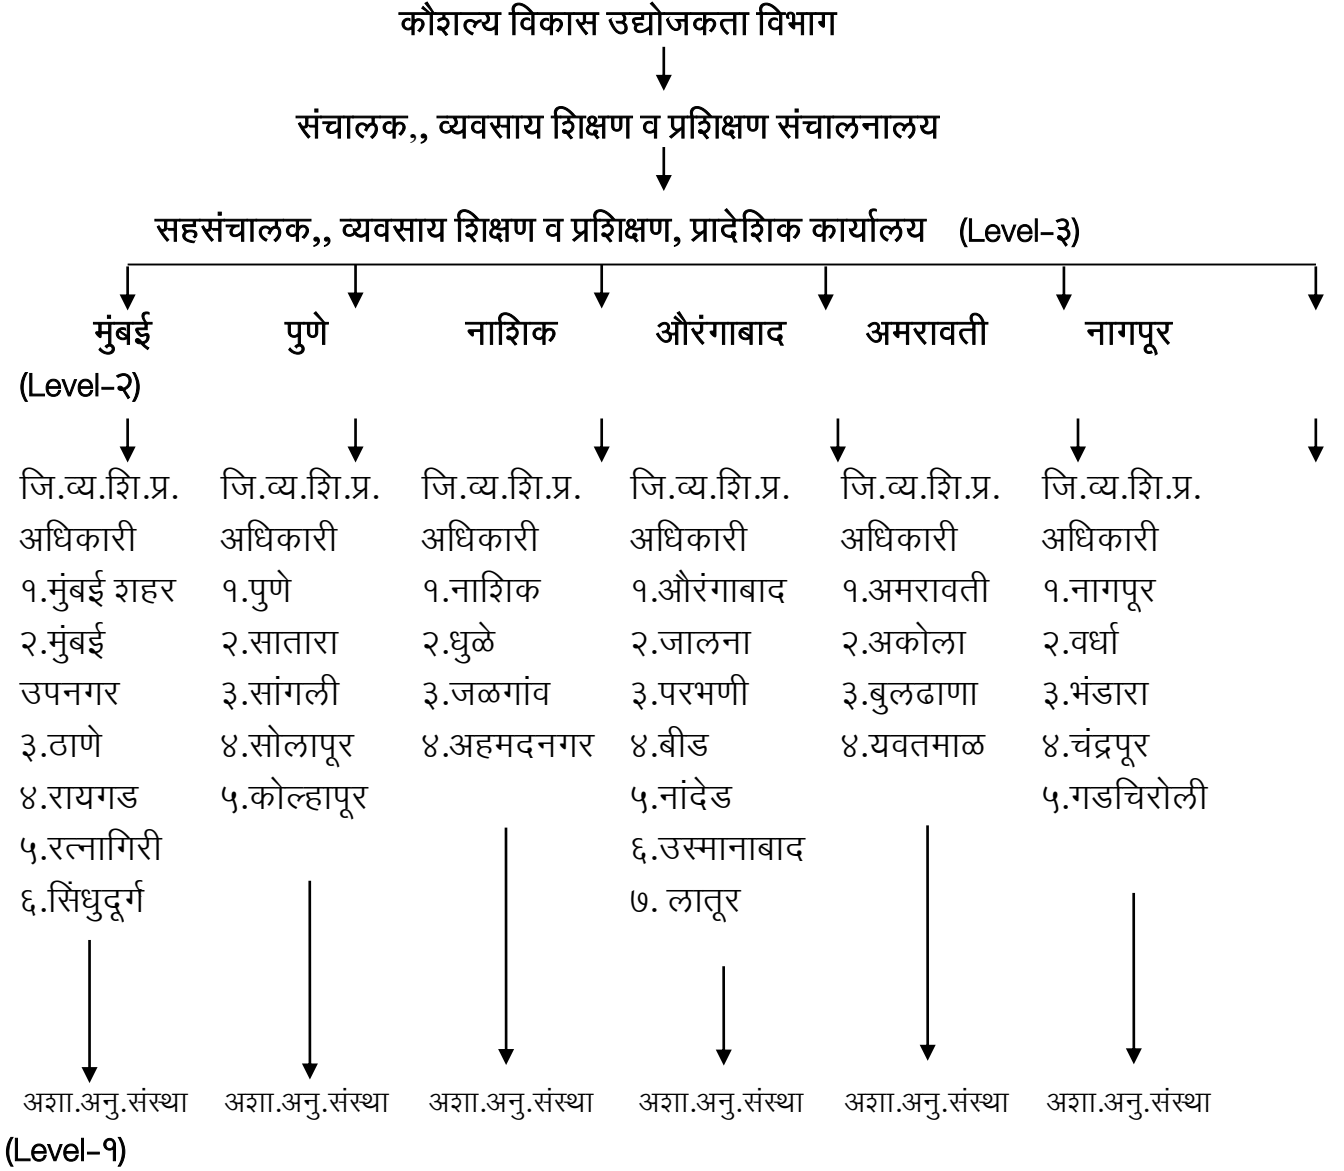 कौशल्य विकास उद्योजकता विभाग
संचालक,, व्यवसाय शिक्षण व प्रशिक्षण संचालनालय
सहसंचालक,, व्यवसाय शिक्षण व प्रशिक्षण, प्रादेशिक कार्यालय (Level-३)
मुंबई पुणे नाशिक औरंगाबाद अमरावती नागपूर
(Level-२)
जि.व्य.शि.प्र. जि.व्य.शि.प्र. जि.व्य.शि.प्र. जि.व्य.शि.प्र. जि.व्य.शि.प्र. जि.व्य.शि.प्र.
अधिकारी अधिकारी अधिकारी अधिकारी अधिकारी अधिकारी
१.मुंबई शहर १.पुणे १.नाशिक १.औरंगाबाद १.अमरावती १.नागपूर
२.मुंबई २.सातारा २.धुळे २.जालना २.अकोला २.वर्धा
उपनगर ३.सांगली ३.जळगांव ३.परभणी ३.बुलढाणा ३.भंडारा
३.ठाणे ४.सोलापूर ४.अहमदनगर ४.बीड ४.यवतमाळ ४.चंद्रपूर
४.रायगड ५.कोल्हापूर ५.नांदेड ५.गडचिरोली
५.रत्नागिरी ६.उस्मानाबाद
६.सिंधुदूर्ग ७. लातूर
अशा.अनु.संस्था अशा.अनु.संस्था अशा.अनु.संस्था अशा.अनु.संस्था अशा.अनु.संस्था अशा.अनु.संस्था
(Level-१)